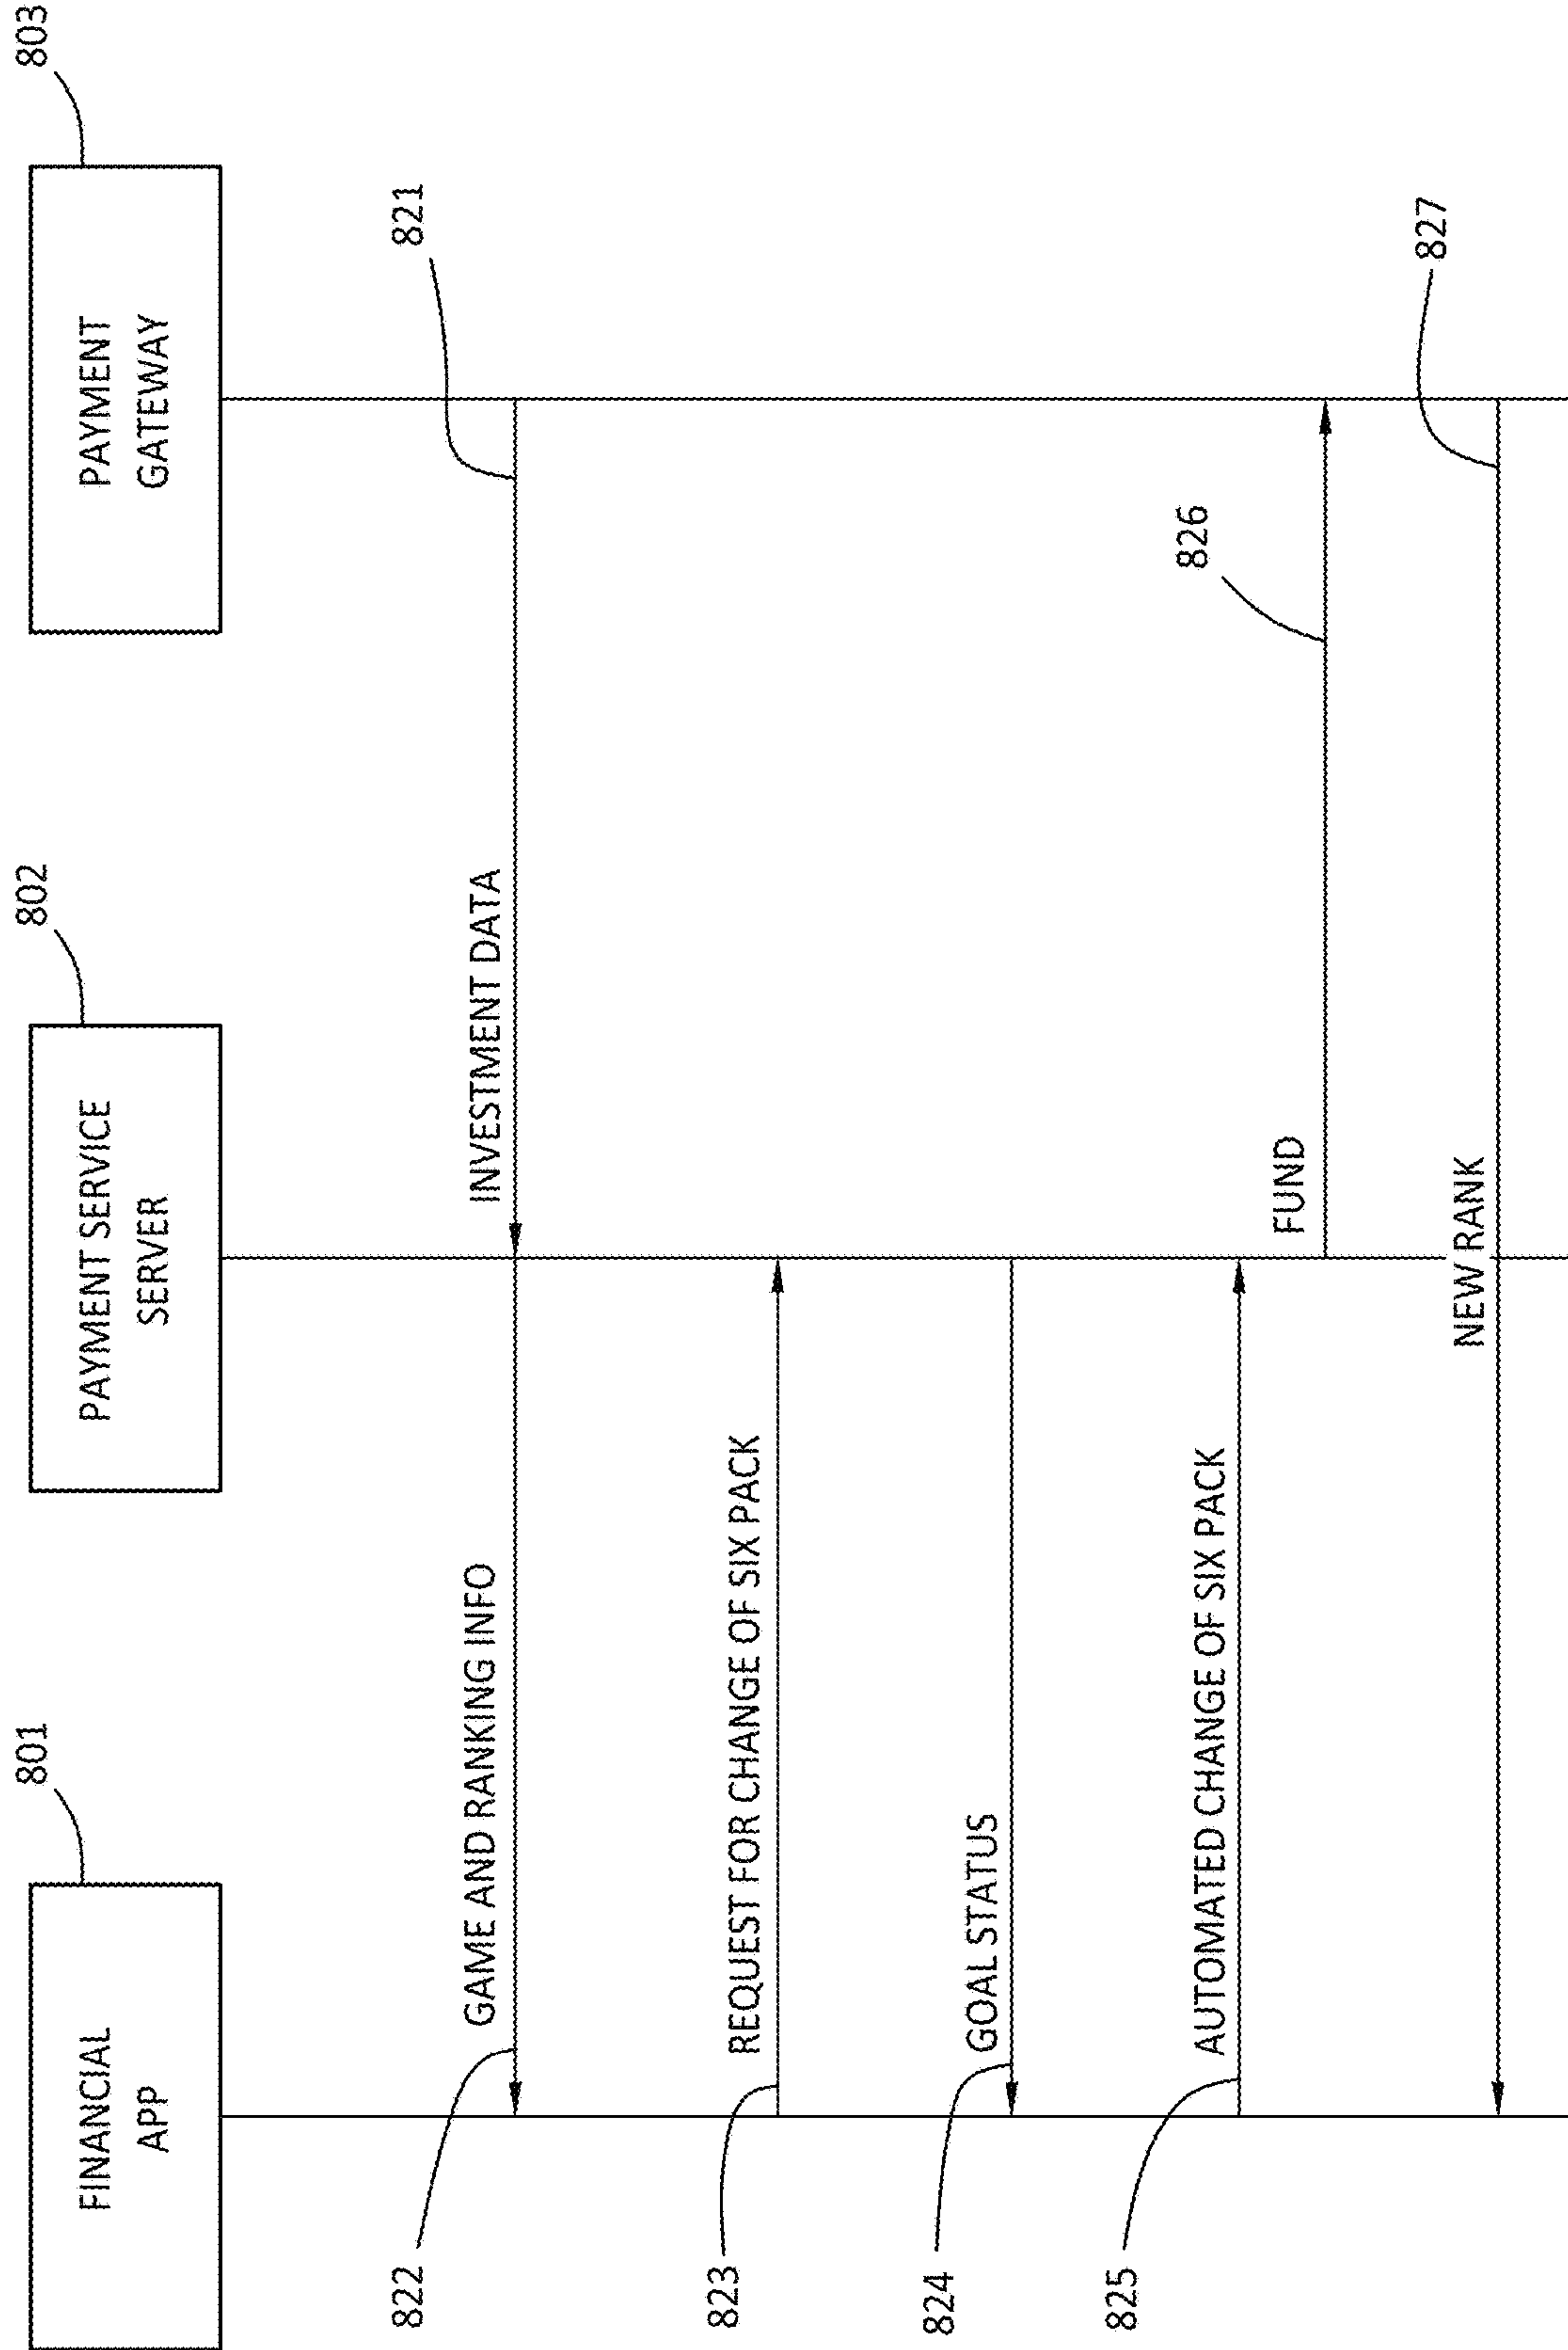 801
802
803
FINANCIAL
APP
PAYMENT SERVICE
SERVER
PAYMENT
GATEWAY
822
GAME AND RANKING INFO
INVESTMENT DATA
821
823
REQUEST FOR CHANGE OF SIX PACK
824
GOAL STATUS
825
AUTOMATED CHANGE OF SIX PACK
826
FUND
827
NEW RANK